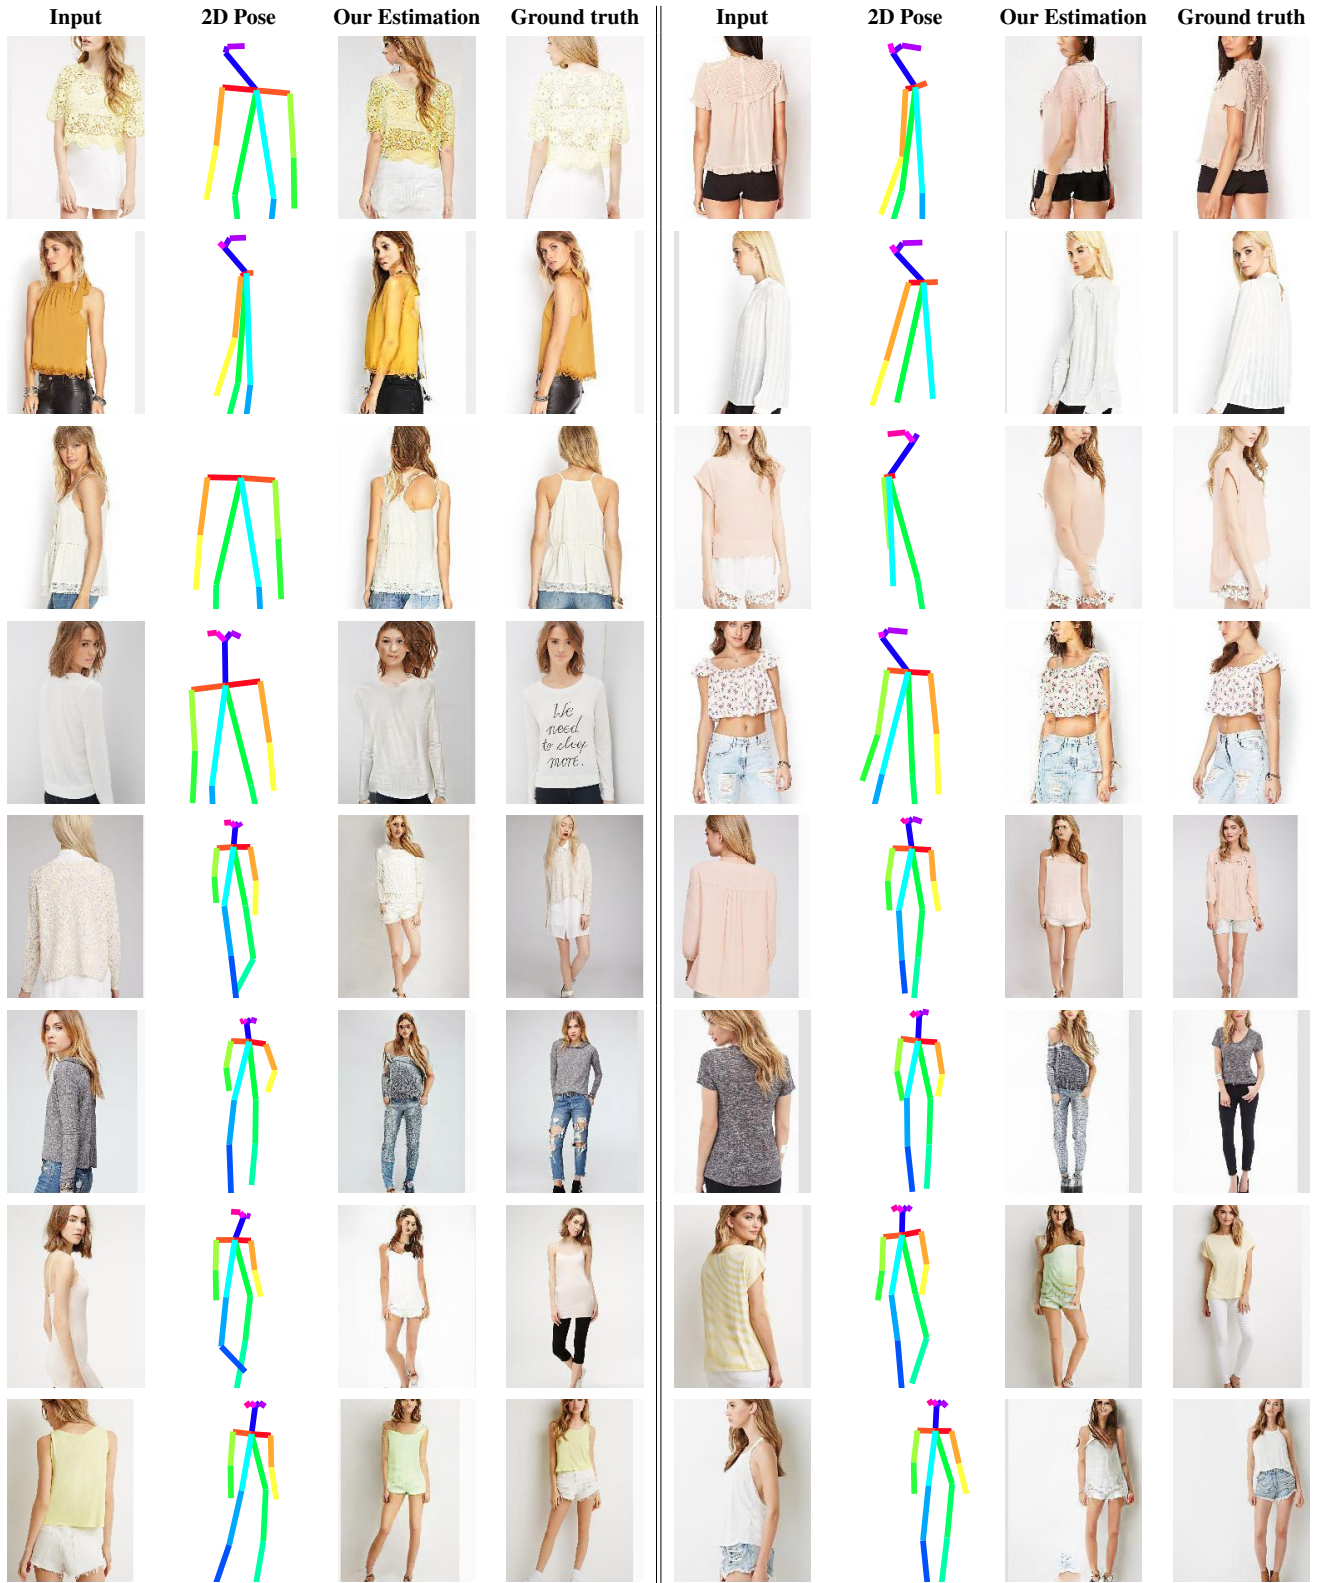 Input 2D Pose Our Estimation Ground truth Input 2D Pose Our Estimation Ground truth
We
need
to sleep
more.